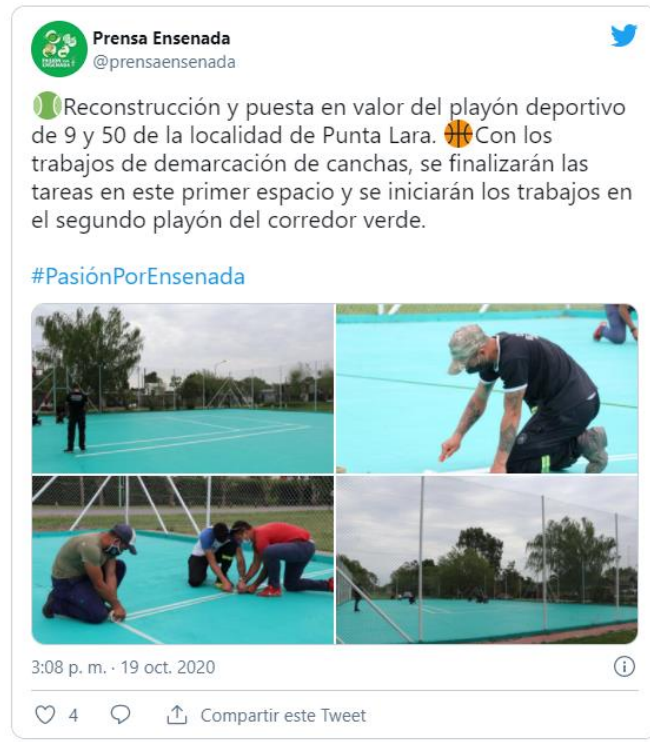 Prensa Ensenada
@prensaensenada
Reconstrucción y puesta en valor del playón deportivo
de 9 y 50 de la localidad de Punta Lara. Con los
trabajos de demarcación de canchas, se finalizarán las
tareas en este primer espacio y se iniciarán los trabajos en
el segundo playón del corredor verde.
#PasiónPorEnsenada
3:08 p. m. · 19 oct. 2020
4
Compartir este Tweet